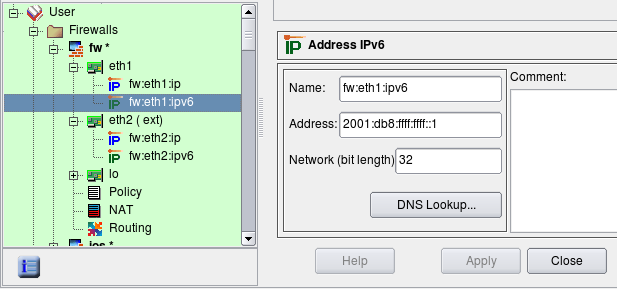 User
Firewalls
fw *
eth1
fw:eth1:ip
fw:eth1:ipv6
eth2 ( ext)
fw:eth2:ip
fw:eth2:ipv6
lo
Policy
NAT
Routing
i
IP Address IPv6
Name: fw:eth1:ipv6
Address: 2001:db8:ffff:ffff::1
Network (bit length) 32
DNS Lookup...
Comment:
Help Apply Close